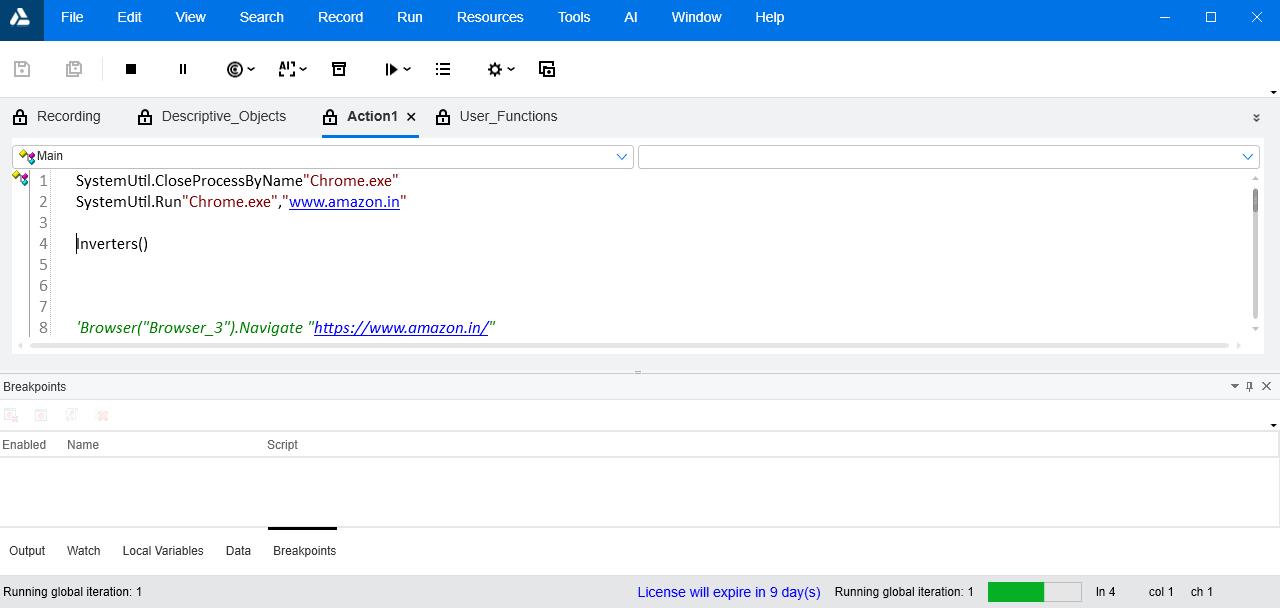 File Edit View Search Record Run Resources Tools AI Window Help
AI
Recording Descriptive_Objects Action1 User_Functions
Main
1 SystemUtil.CloseProcessByName"Chrome.exe"
2 SystemUtil.Run"Chrome.exe","www.amazon.in"
3
4 Inverters()
5
6
7
8 'Browser("Browser_3").Navigate "https://www.amazon.in/"
Breakpoints
Enabled Name Script
Output Watch Local Variables Data Breakpoints
Running global iteration: 1 License will expire in 9 day(s) Running global iteration: 1 ln 4 col 1 ch 1